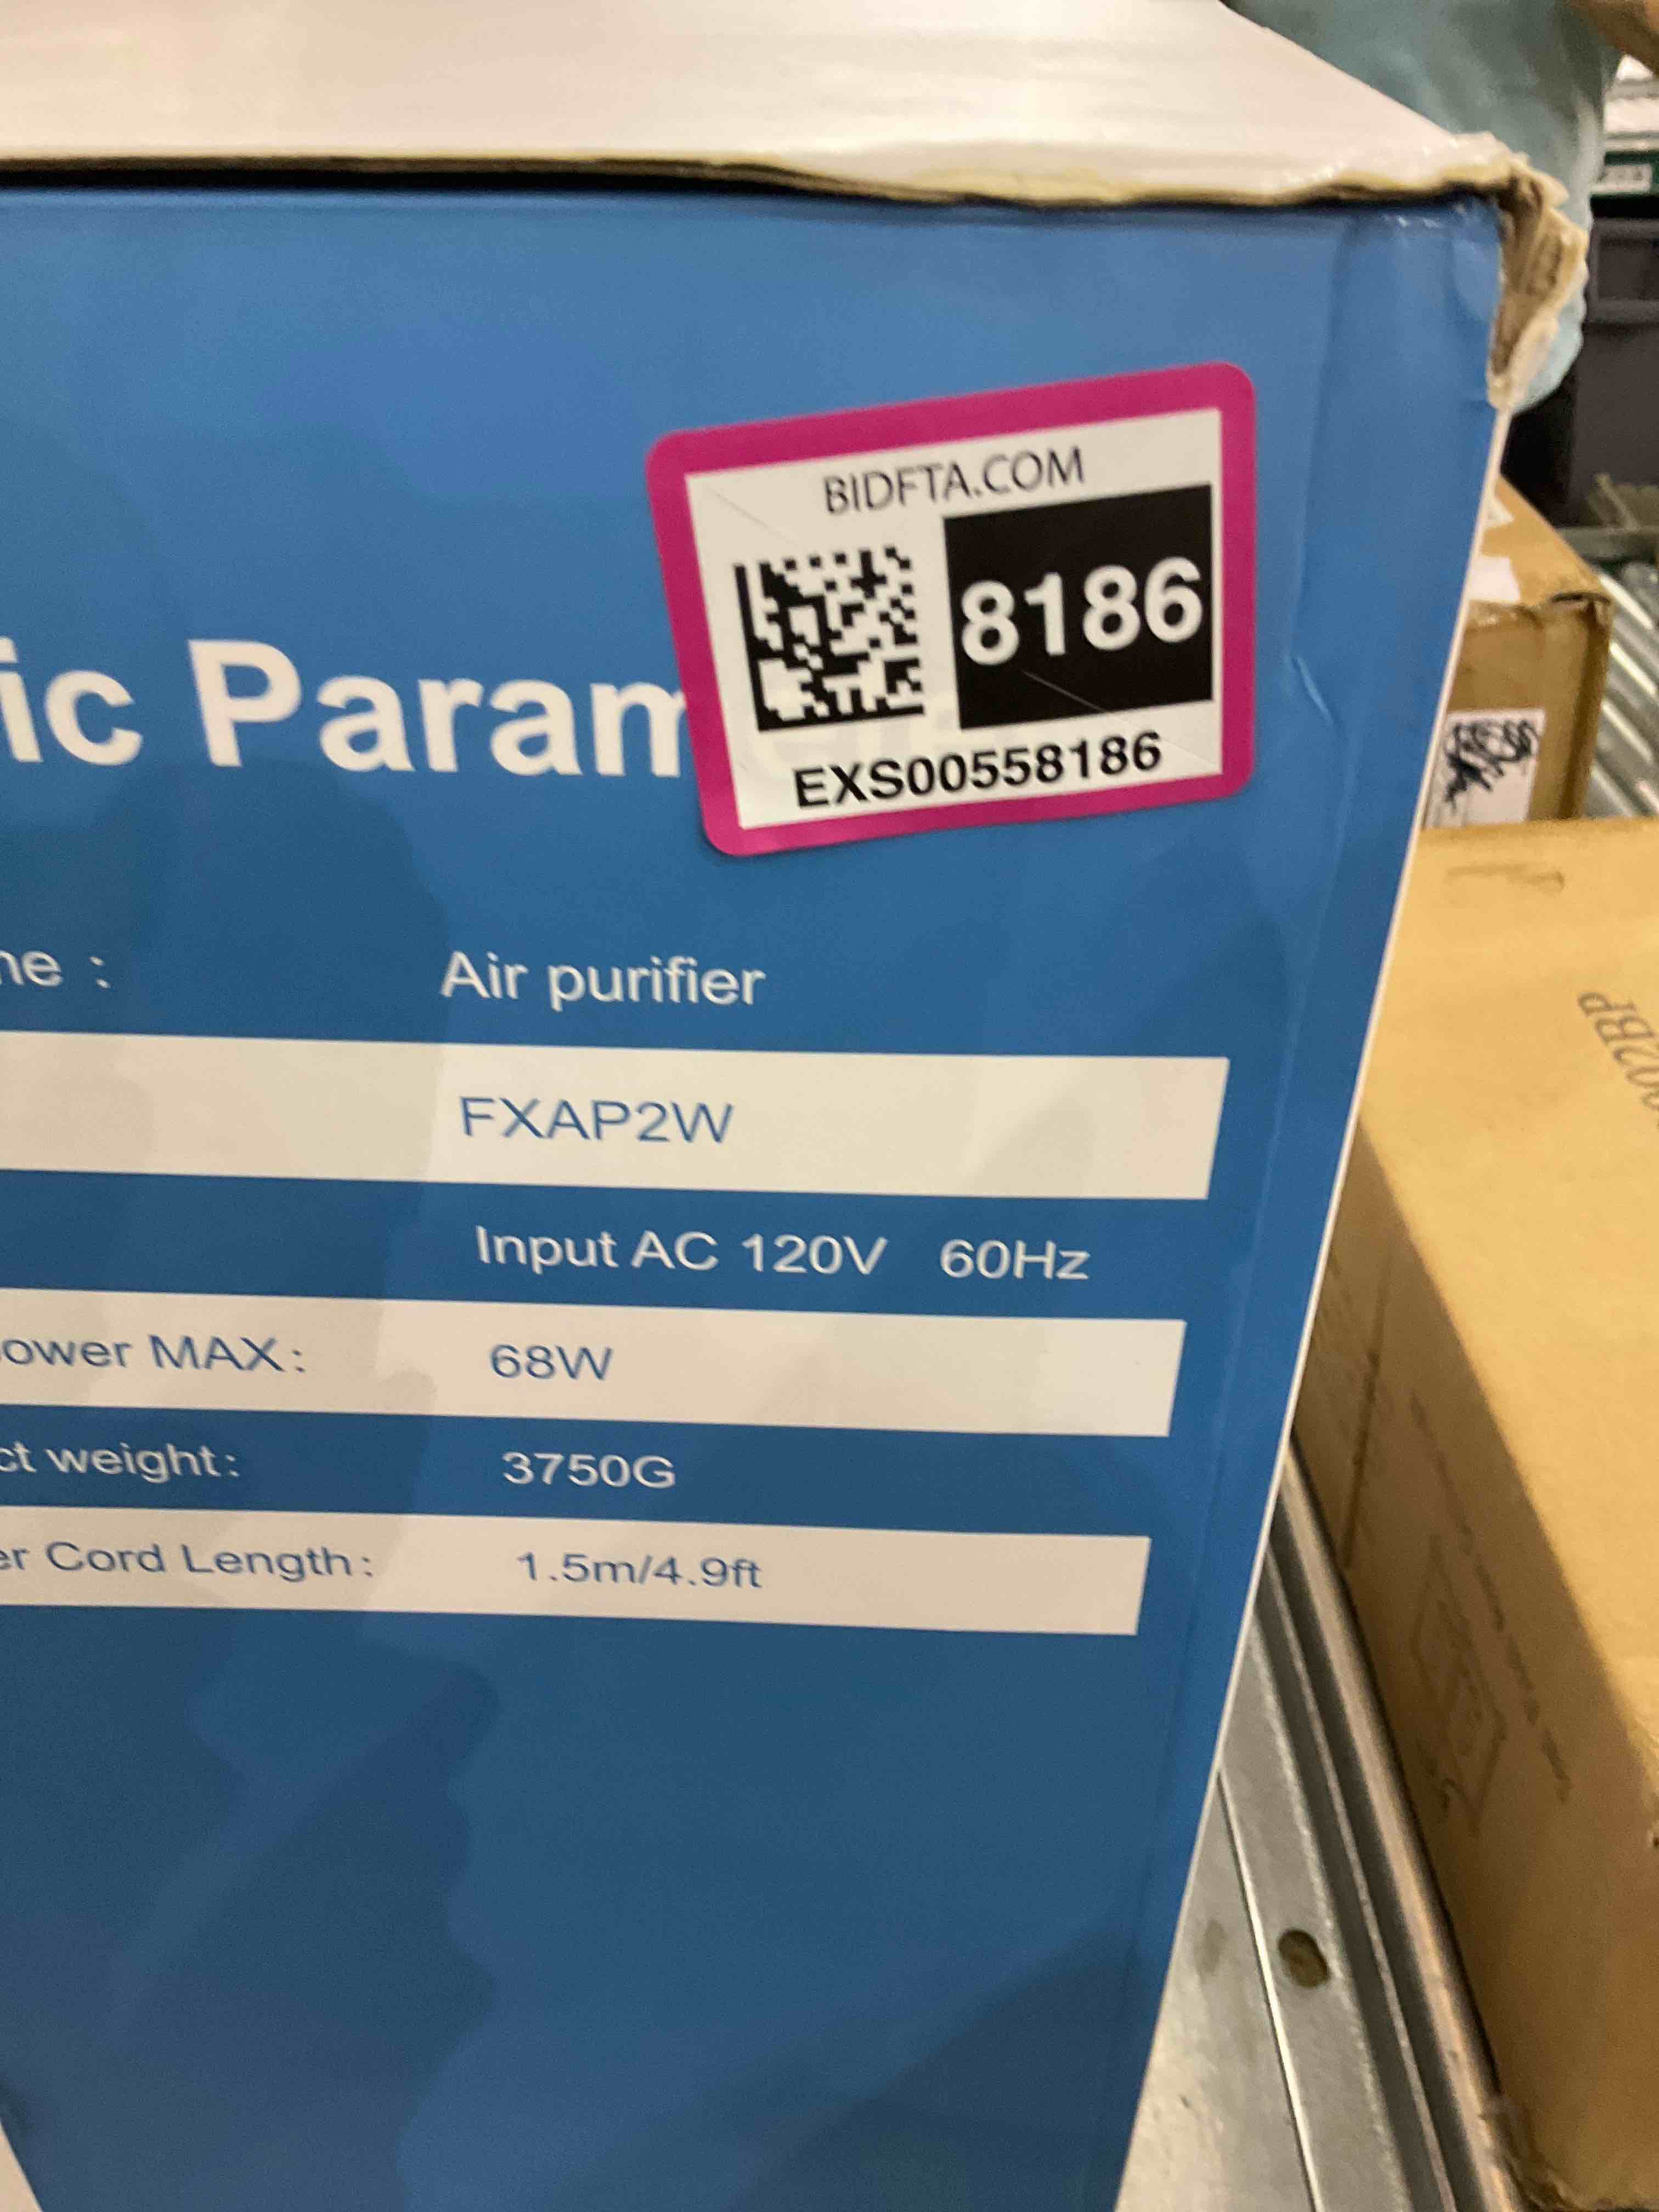 BIDFTA.COM
8186
EXS00558186
ic Param
ne : Air purifier
FXAP2W
Input AC 120V 60Hz
ower MAX: 68W
ct weight: 3750G
er Cord Length: 1.5m/4.9ft
02BP